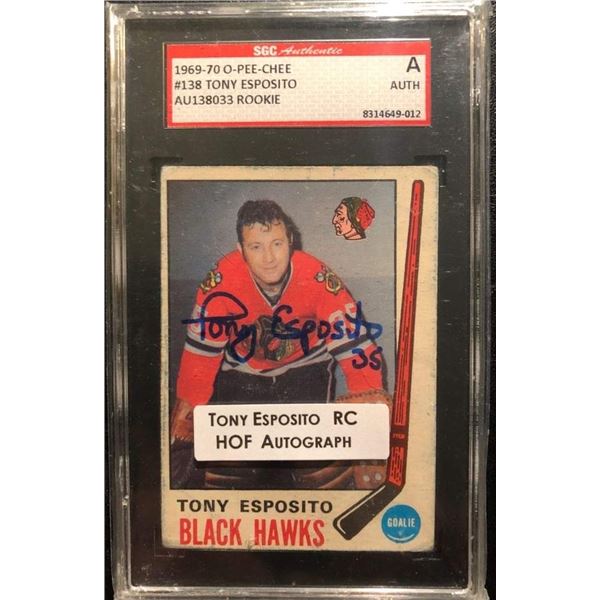 SGC Authentic
1969-70 O-PEE-CHEE
#138 TONY ESPOSITO
AU138033 ROOKIE
A
AUTH
8314649-012
Tony Esposito
35
TONY ESPOSITO RC
HOF AUTOGRAPH
TONY ESPOSITO
BLACK HAWKS
GOALIE